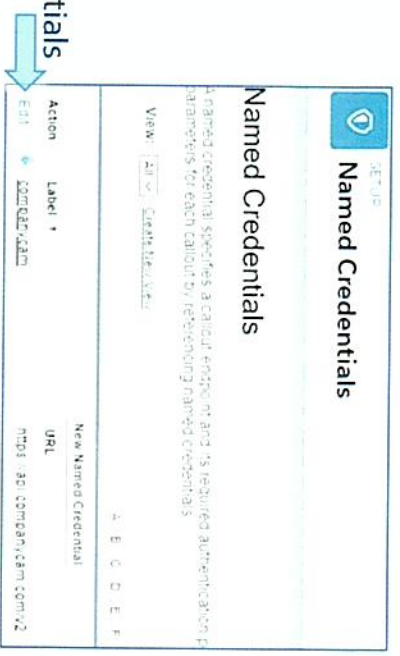 tials
SETUP
Named Credentials
Named Credentials
A named credential specifies a callout endpoint and its required authentication p
parameters for each callout by referencing named credentials
View: All Create New View
A B C D E F
New Named Credential
Action Label ↑ URL
Edit company.cam https://api.companycam.com/v2